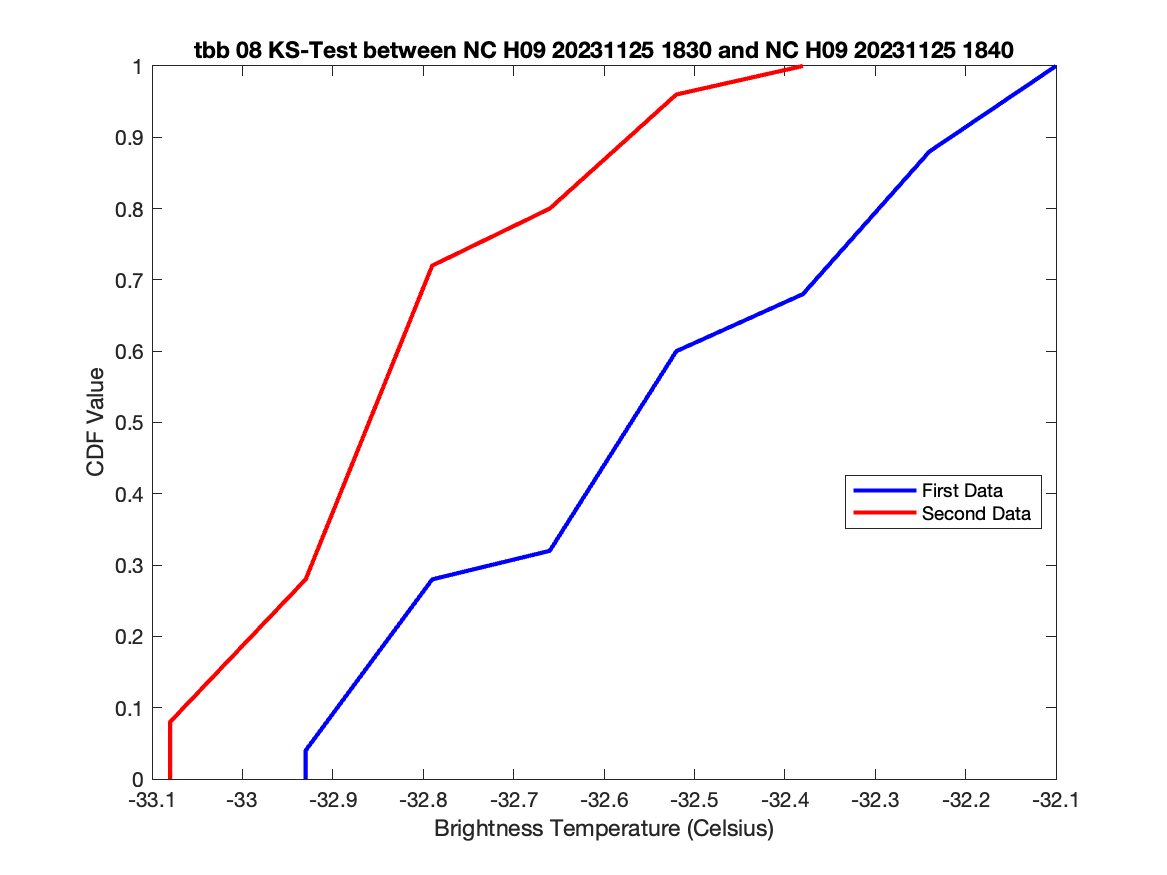 tbb 08 KS-Test between NC H09 20231125 1830 and NC H09 20231125 1840
1
0.9
0.8
0.7
0.6
0.5
0.4
0.3
0.2
0.1
0
CDF Value
First Data
Second Data
-33.1 -33 -32.9 -32.8 -32.7 -32.6 -32.5 -32.4 -32.3 -32.2 -32.1
Brightness Temperature (Celsius)